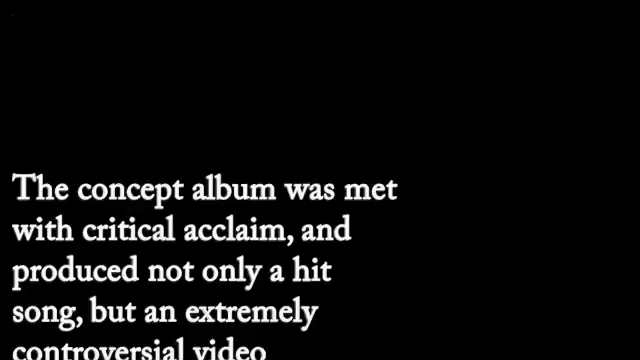 The concept album was met
with critical acclaim, and
produced not only a hit
song, but an extremely
controversial video